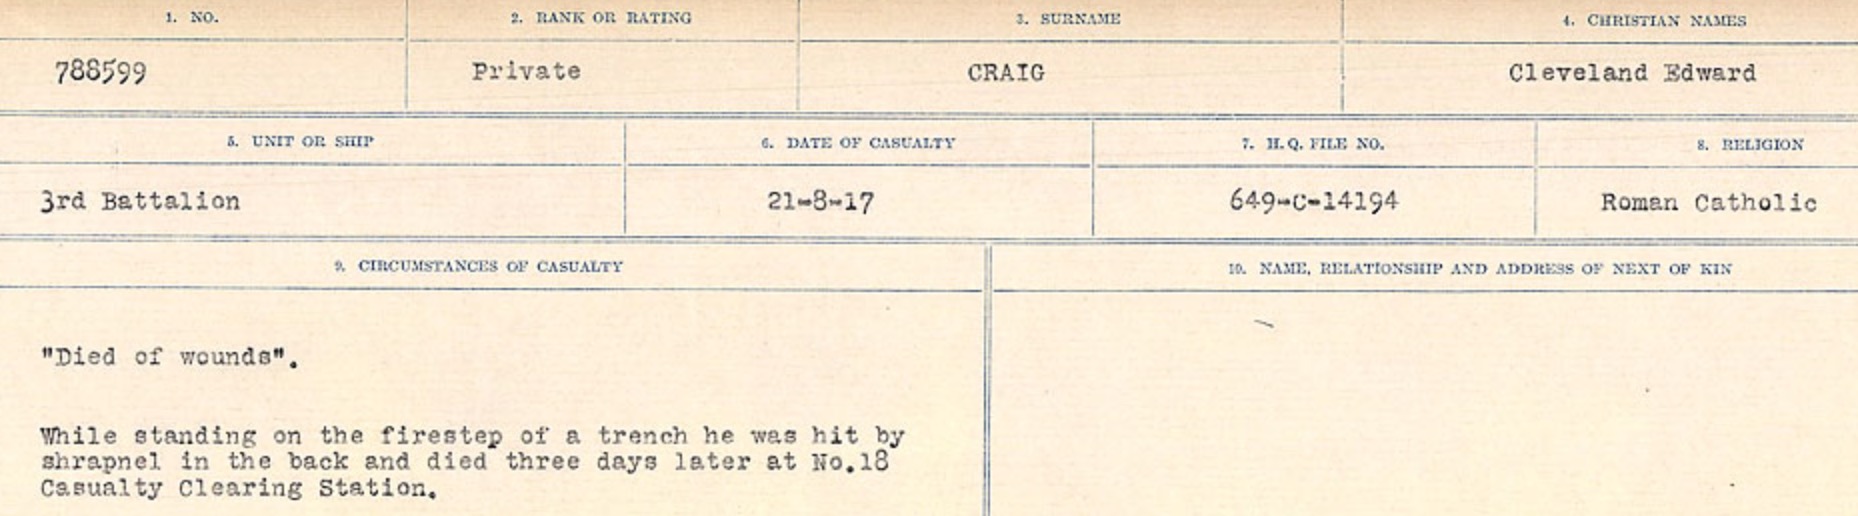 1. NO. 2. RANK OR RATING 3. SURNAME 4. CHRISTIAN NAMES
788599 Private CRAIG Cleveland Edward
5. UNIT OR SHIP 6. DATE OF CASUALTY 7. H.Q. FILE NO. 8. RELIGION
3rd Battalion 21-8-17 649-C-14194 Roman Catholic
9. CIRCUMSTANCES OF CASUALTY 10. NAME, RELATIONSHIP AND ADDRESS OF NEXT OF KIN
"Died of wounds".
While standing on the firestep of a trench he was hit by
shrapnel in the back and died three days later at No.18
Casualty Clearing Station.